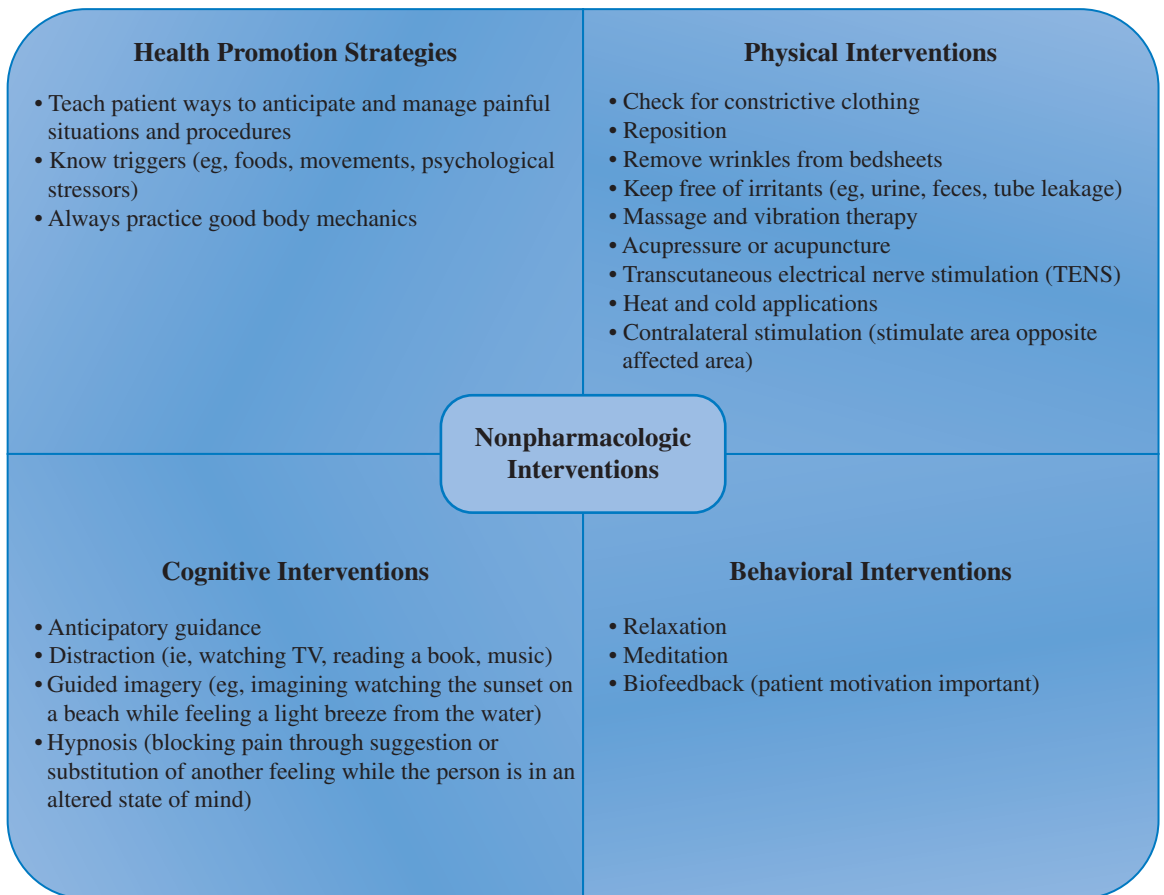 Health Promotion Strategies
• Teach patient ways to anticipate and manage painful
situations and procedures
• Know triggers (eg, foods, movements, psychological
stressors)
• Always practice good body mechanics
Physical Interventions
• Check for constrictive clothing
• Reposition
• Remove wrinkles from bedsheets
• Keep free of irritants (eg, urine, feces, tube leakage)
• Massage and vibration therapy
• Acupressure or acupuncture
• Transcutaneous electrical nerve stimulation (TENS)
• Heat and cold applications
• Contralateral stimulation (stimulate area opposite
affected area)
Nonpharmacologic
Interventions
Cognitive Interventions
• Anticipatory guidance
• Distraction (ie, watching TV, reading a book, music)
• Guided imagery (eg, imagining watching the sunset on
a beach while feeling a light breeze from the water)
• Hypnosis (blocking pain through suggestion or
substitution of another feeling while the person is in an
altered state of mind)
Behavioral Interventions
• Relaxation
• Meditation
• Biofeedback (patient motivation important)